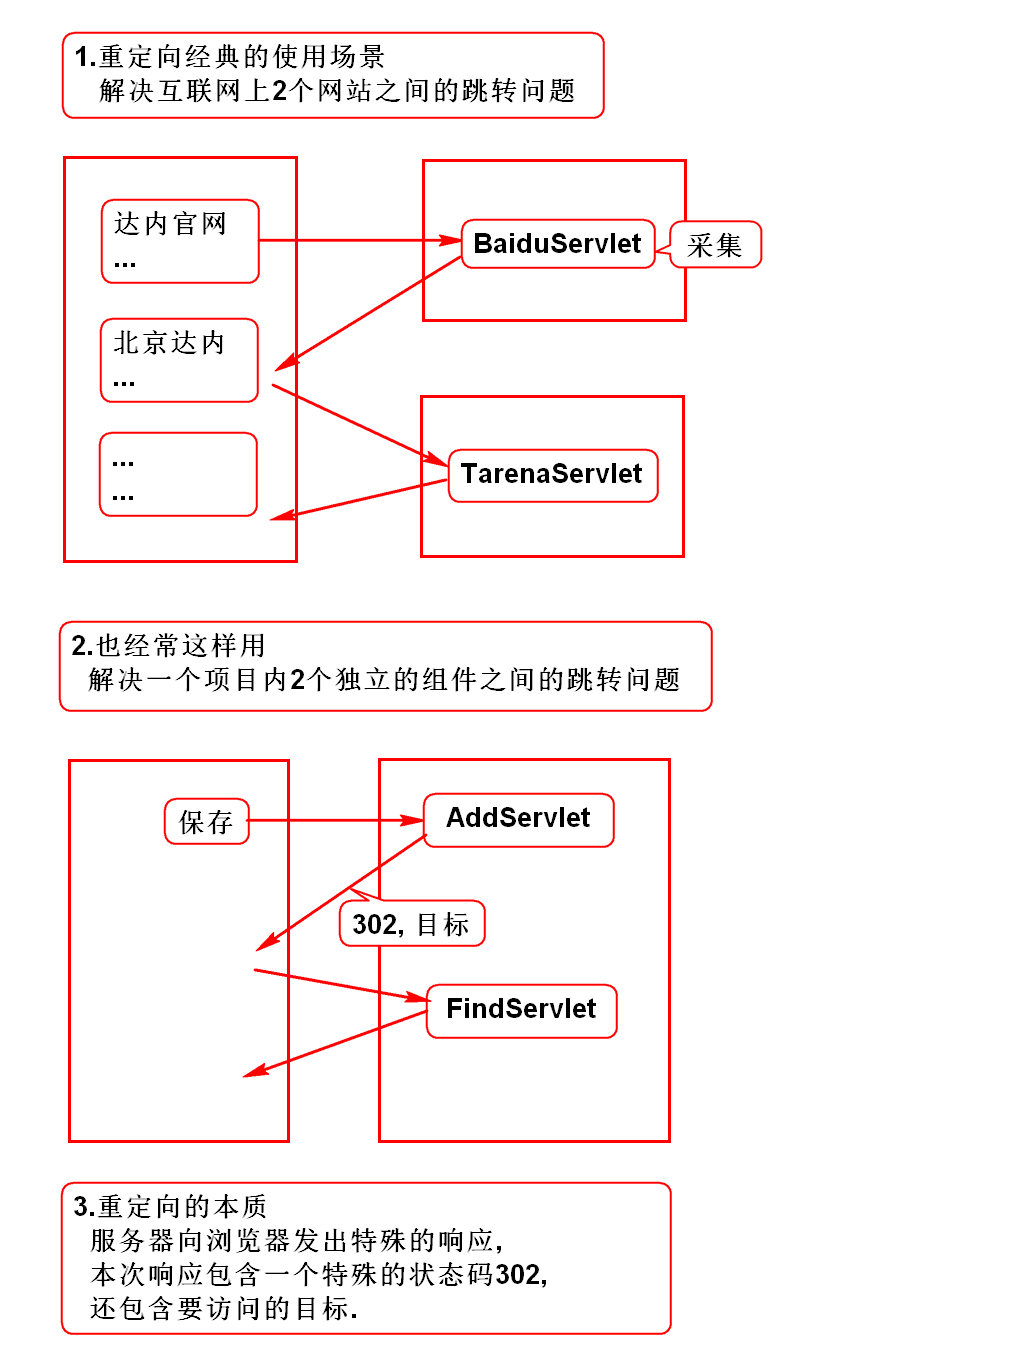 1.重定向经典的使用场景
解决互联网上2个网站之间的跳转问题
达内官网
...
BaiduServlet
采集
北京达内
...
...
...
TarenaServlet
2.也经常这样用
解决一个项目内2个独立的组件之间的跳转问题
保存
AddServlet
302, 目标
FindServlet
3.重定向的本质
服务器向浏览器发出特殊的响应,
本次响应包含一个特殊的状态码302,
还包含要访问的目标.